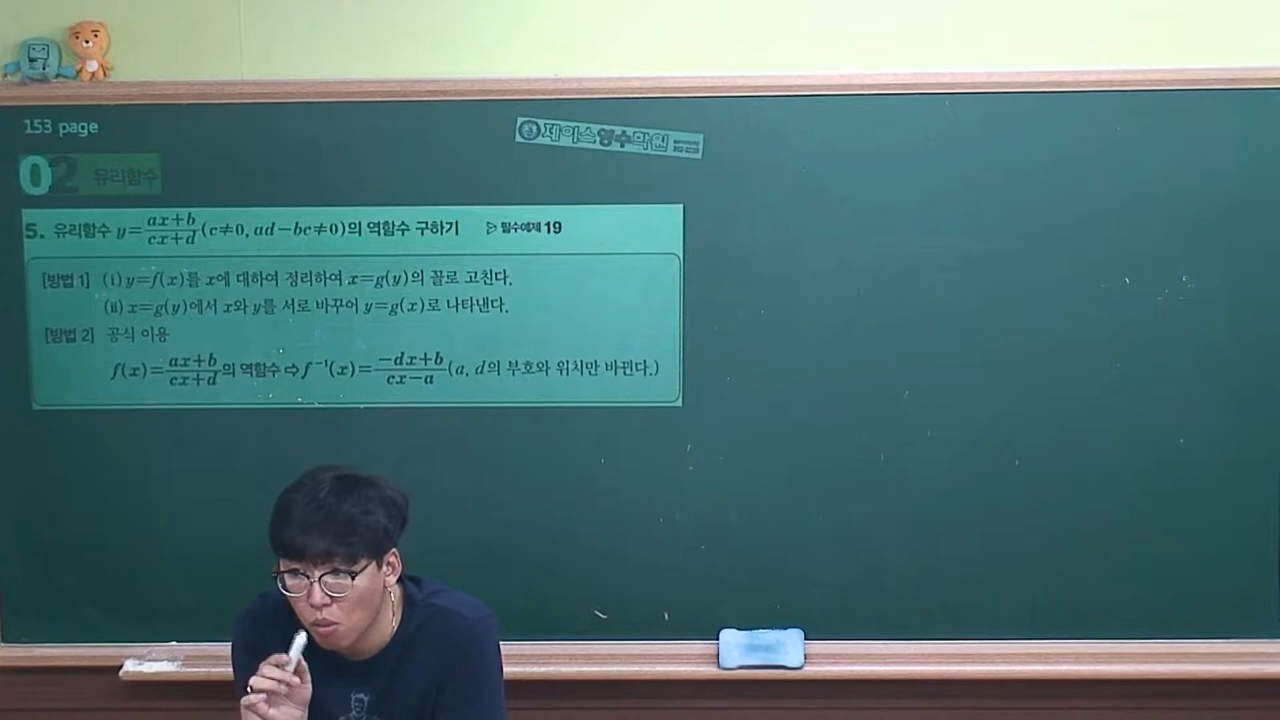 153 page
제이스영수학원
02 유리함수
5. 유리함수 y=\frac{ax+b}{cx+d}(c≠0, ad-bc≠0)의 역함수 구하기 ▷ 필수예제 19
[방법 1] (ⅰ) y=f(x)를 x에 대하여 정리하여 x=g(y)의 꼴로 고친다.
(ⅱ) x=g(y)에서 x와 y를 서로 바꾸어 y=g(x)로 나타낸다.
[방법 2] 공식 이용
f(x)=\frac{ax+b}{cx+d}의 역함수 ⇨ f⁻¹(x)=\frac{-dx+b}{cx-a}(a, d의 부호와 위치만 바뀐다.)